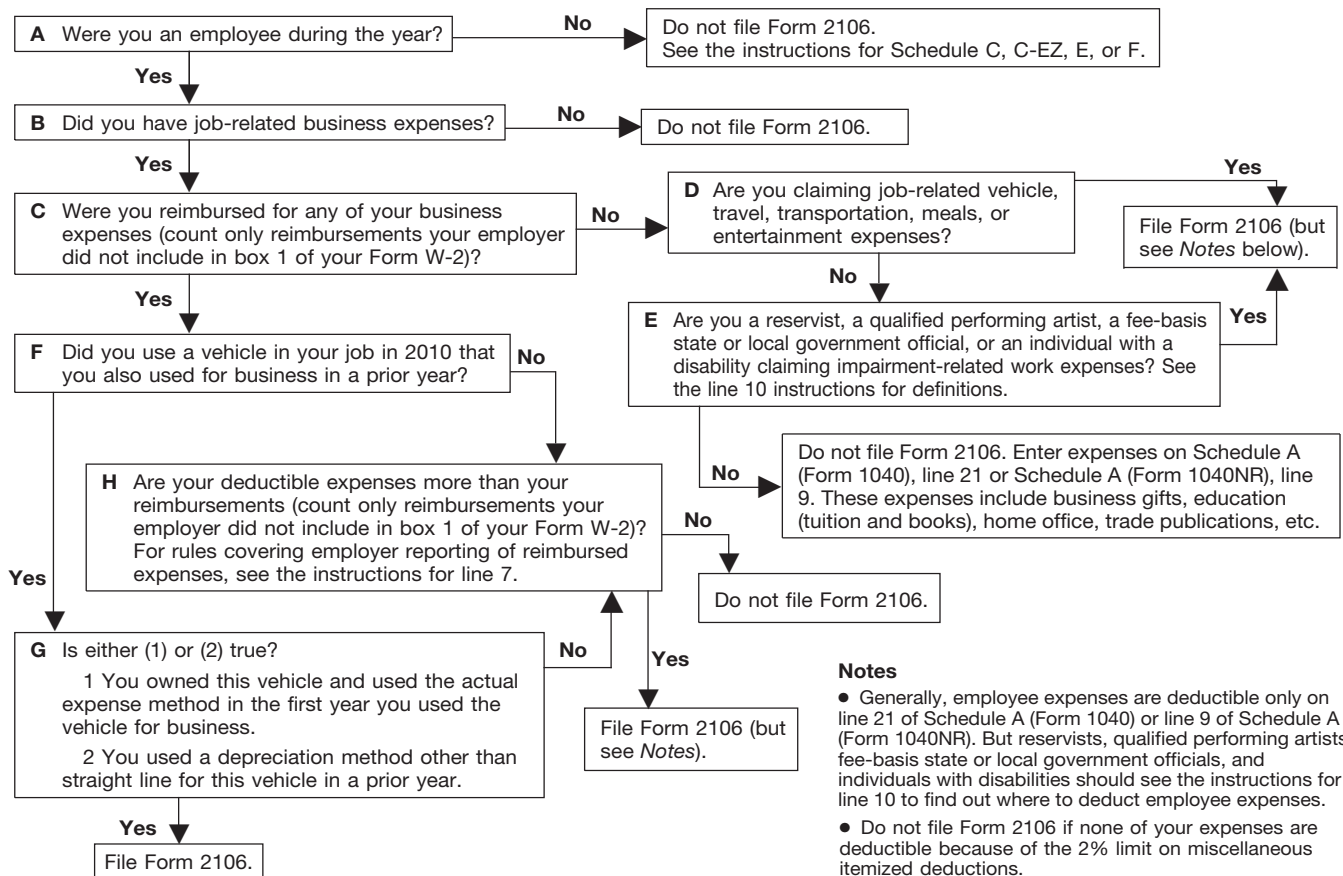 A Were you an employee during the year?
No
Do not file Form 2106.
See the instructions for Schedule C, C-EZ, E, or F.
Yes
B Did you have job-related business expenses?
No
Do not file Form 2106.
Yes
C Were you reimbursed for any of your business
expenses (count only reimbursements your employer
did not include in box 1 of your Form W-2)?
No
D Are you claiming job-related vehicle,
travel, transportation, meals, or
entertainment expenses?
Yes
File Form 2106 (but
see Notes below).
No
Yes
E Are you a reservist, a qualified performing artist, a fee-basis
state or local government official, or an individual with a
disability claiming impairment-related work expenses? See
the line 10 instructions for definitions.
Yes
F Did you use a vehicle in your job in 2010 that
you also used for business in a prior year?
No
No
Do not file Form 2106. Enter expenses on Schedule A
(Form 1040), line 21 or Schedule A (Form 1040NR), line
9. These expenses include business gifts, education
(tuition and books), home office, trade publications, etc.
H Are your deductible expenses more than your
reimbursements (count only reimbursements your
employer did not include in box 1 of your Form W-2)?
For rules covering employer reporting of reimbursed
expenses, see the instructions for line 7.
No
Do not file Form 2106.
Yes
G Is either (1) or (2) true?
1 You owned this vehicle and used the actual
expense method in the first year you used the
vehicle for business.
2 You used a depreciation method other than
straight line for this vehicle in a prior year.
No
Yes
File Form 2106 (but
see Notes).
Yes
File Form 2106.
Notes
● Generally, employee expenses are deductible only on
line 21 of Schedule A (Form 1040) or line 9 of Schedule A
(Form 1040NR). But reservists, qualified performing artists
fee-basis state or local government officials, and
individuals with disabilities should see the instructions for
line 10 to find out where to deduct employee expenses.
● Do not file Form 2106 if none of your expenses are
deductible because of the 2% limit on miscellaneous
itemized deductions.